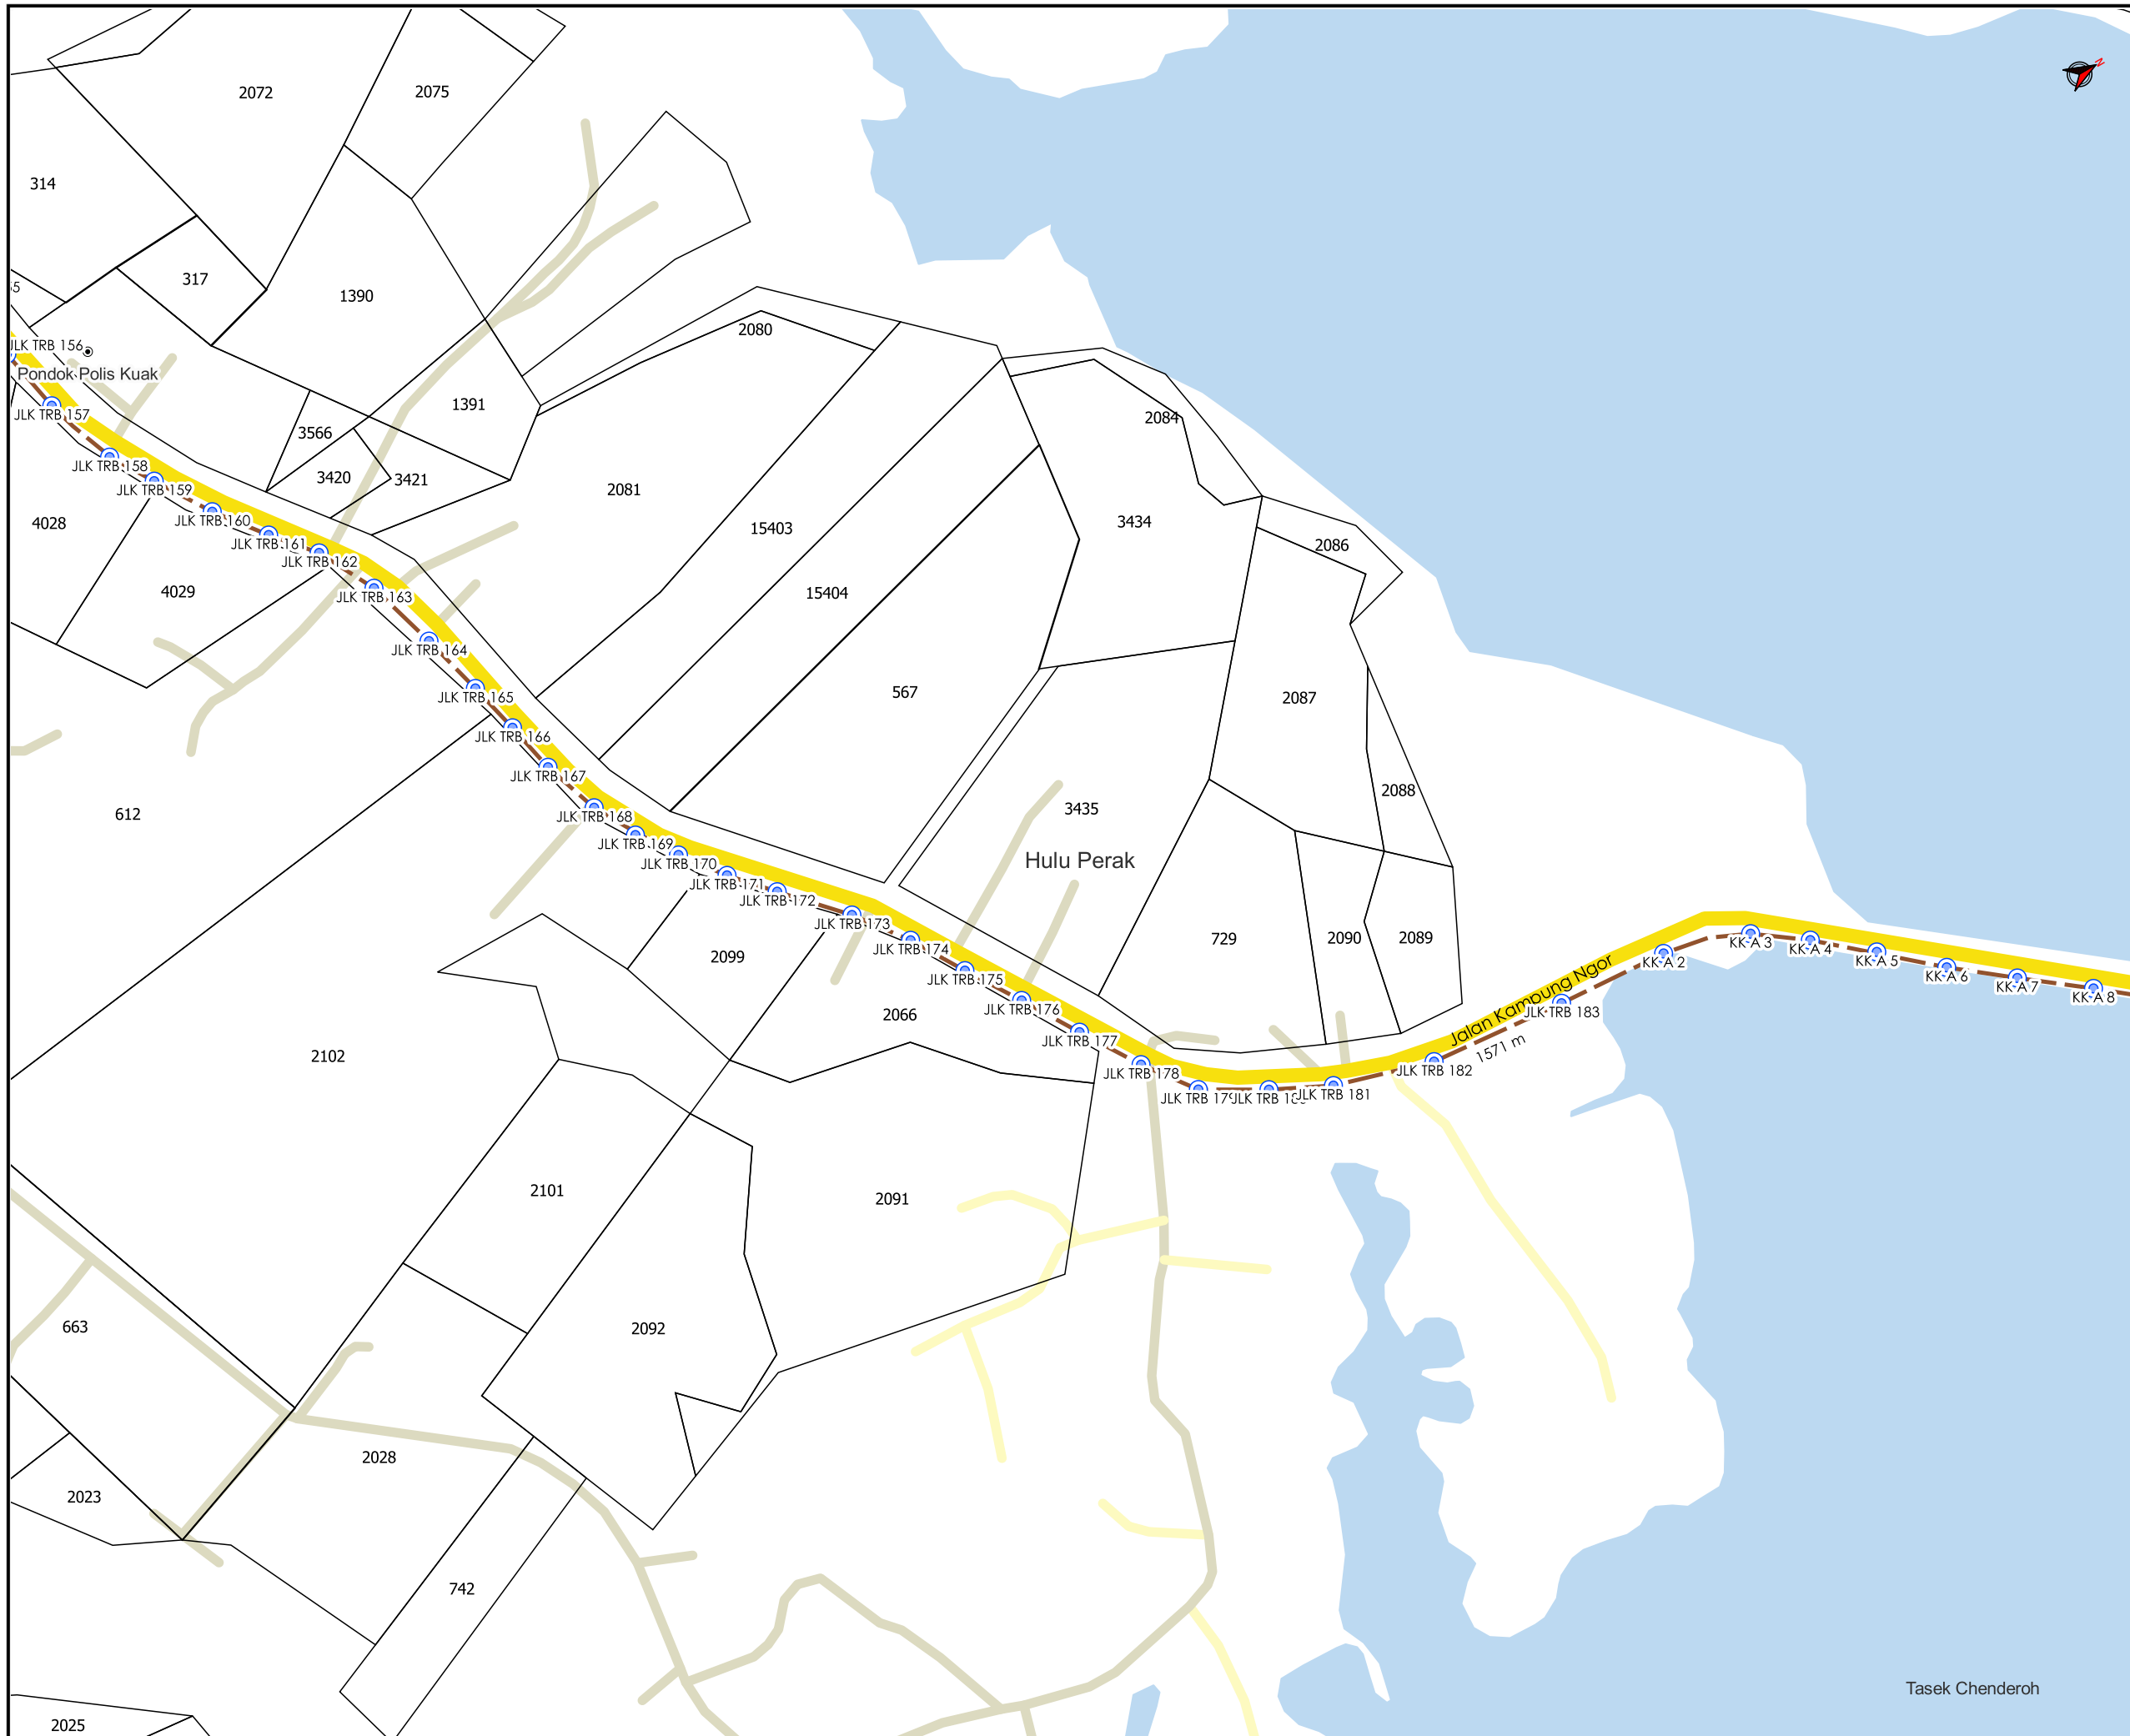 N
2072
2075
314
317
1390
2080
JLK TRB 156
Pondok Polis Kuak
JLK TRB 157
1391
2084
3566
JLK TRB 158
3420
3421
JLK TRB 159
2081
4028
JLK TRB 160
15403
3434
JLK TRB 161
2086
JLK TRB 162
4029
JLK TRB 163
15404
JLK TRB 164
567
JLK TRB 165
2087
JLK TRB 166
JLK TRB 167
2088
612
JLK TRB 168
3435
JLK TRB 169
Hulu Perak
JLK TRB 170
JLK TRB 171
JLK TRB 172
JLK TRB 173
JLK TRB 174
729
2090
2089
KK-A 2
KK-A 3
KK-A 4
KK-A 5
KK-A 6
KK-A 7
KK-A 8
2099
JLK TRB 175
JLK TRB 176
2066
Jalan Kampung Ngor
JLK TRB 183
JLK TRB 177
1571 m
2102
JLK TRB 178
JLK TRB 182
JLK TRB 179
JLK TRB 181
2101
2091
663
2092
2028
2023
742
Tasek Chenderoh
2025